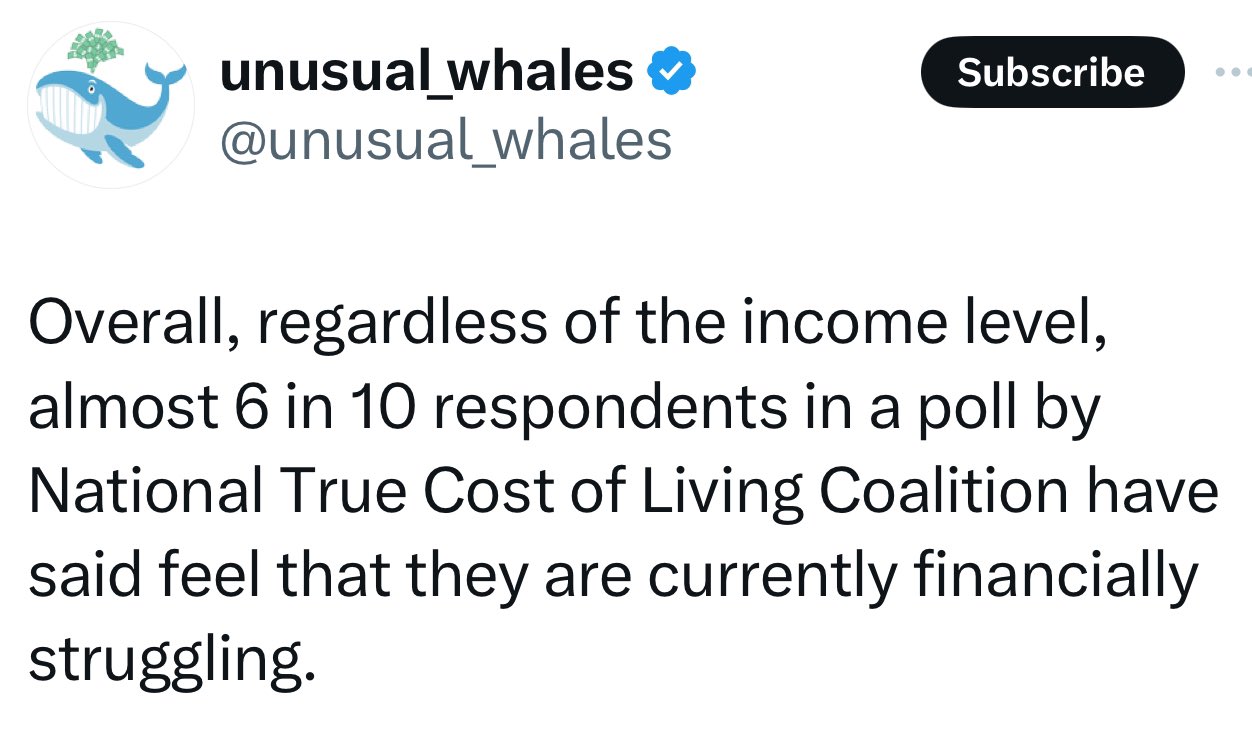 unusual_whales
Subscribe
@unusual_whales
Overall, regardless of the income level,
almost 6 in 10 respondents in a poll by
National True Cost of Living Coalition have
said feel that they are currently financially
struggling.